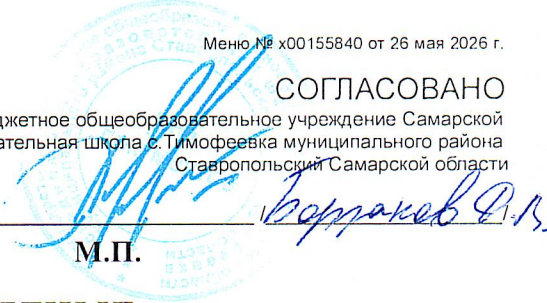 Меню № х00155840 от 26 мая 2026 г.
СОГЛАСОВАНО
джетное общеобразовательное учреждение Самарской
ательная школа с.Тимофеевка муниципального района
Ставропольский Самарской области
М.П.